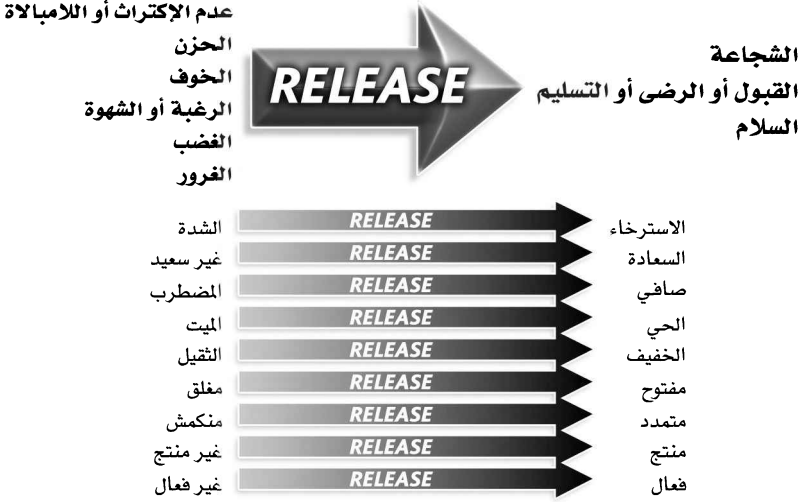 عدم الإكتراث أو اللامبالاة
الحزن
الخوف
الرغبة أو الشهوة
الغضب
الغرور
RELEASE
الشجاعة
القبول أو الرضى أو التسليم
السلام
الشدة RELEASE الاسترخاء
غير سعيد RELEASE السعادة
المضطرب RELEASE صافي
الميت RELEASE الحي
الثقيل RELEASE الخفيف
مغلق RELEASE مفتوح
منكمش RELEASE متمدد
غير منتج RELEASE منتج
غير فعال RELEASE فعال